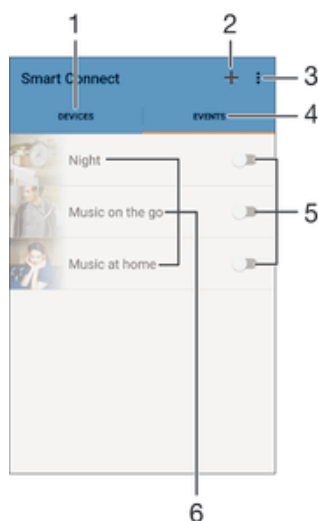 1
2
Smart Connect
3
DEVICES
EVENTS
4
Night
Music on the go
5
Music at home
6